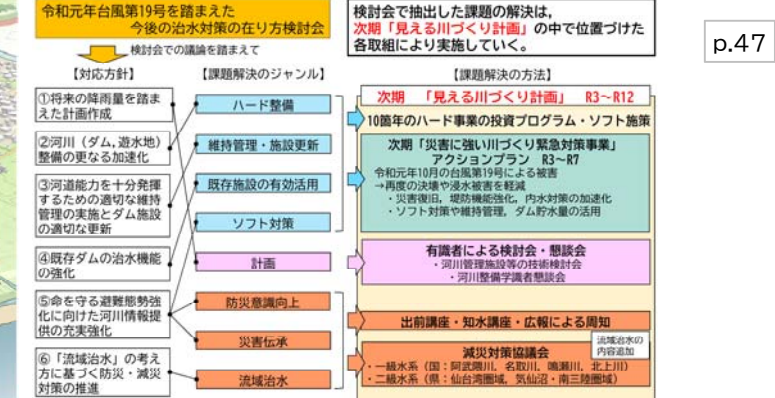 令和元年台風第19号を踏まえた
今後の治水対策の在り方検討会
検討会での議論を踏まえて
検討会で抽出した課題の解決は，
次期「見える川づくり計画」の中で位置づけた
各取組により実施していく。
p.47
【対応方針】
①将来の降雨量を踏ま
えた計画作成
②河川（ダム,遊水地）
整備の更なる加速化
③河道能力を十分発揮
するための適切な維持
管理の実施とダム施設
の適切な更新
④既存ダムの治水機能
の強化
⑤命を守る避難態勢強
化に向けた河川情報提
供の充実強化
⑥「流域治水」の考え
方に基づく防災・減災
対策の推進
【課題解決のジャンル】
ハード整備
維持管理・施設更新
既存施設の有効活用
ソフト対策
計画
防災意識向上
災害伝承
流域治水
【課題解決の方法】
次期 「見える川づくり計画」 R3～R12
10箇年のハード事業の投資プログラム・ソフト施策
次期「災害に強い川づくり緊急対策事業」
アクションプラン R3～R7
令和元年10月の台風第19号による被害
→再度の決壊や浸水被害を軽減
・災害復旧，堤防機能強化，内水対策の加速化
・ソフト対策や維持管理，ダム貯水量の活用
有識者による検討会・懇談会
・河川管理施設等の技術検討会
・河川整備学識者懇談会
出前講座・知水講座・広報による周知
流域治水の
内容追加
減災対策協議会
・一級水系（国：阿武隈川，名取川，鳴瀬川，北上川）
・二級水系（県：仙台湾圏域，気仙沼・南三陸圏域）